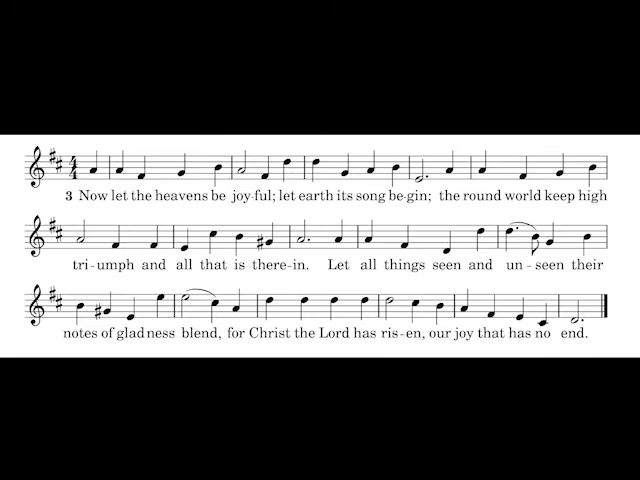 3 Now let the heavens be joy-ful; let earth its song be-gin; the round world keep high
tri-umph and all that is there-in. Let all things seen and un-seen their
notes of gladness blend, for Christ the Lord has ris-en, our joy that has no end.